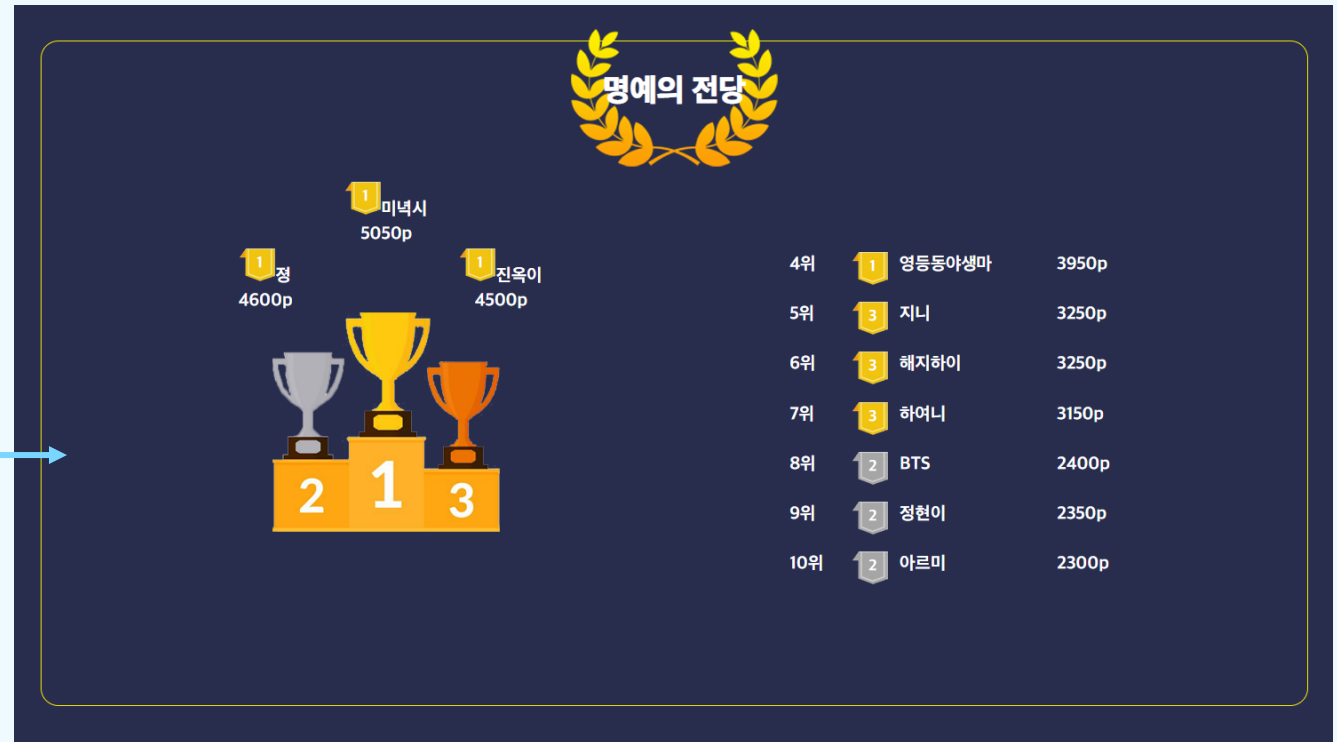 명예의 전당
1 미녁시
5050p
1 정
4600p
1 진옥이
4500p
2 1 3
4위 1 영등동야생마 3950p
5위 3 지니 3250p
6위 3 해지하이 3250p
7위 3 하여니 3150p
8위 2 BTS 2400p
9위 2 정현이 2350p
10위 2 아르미 2300p